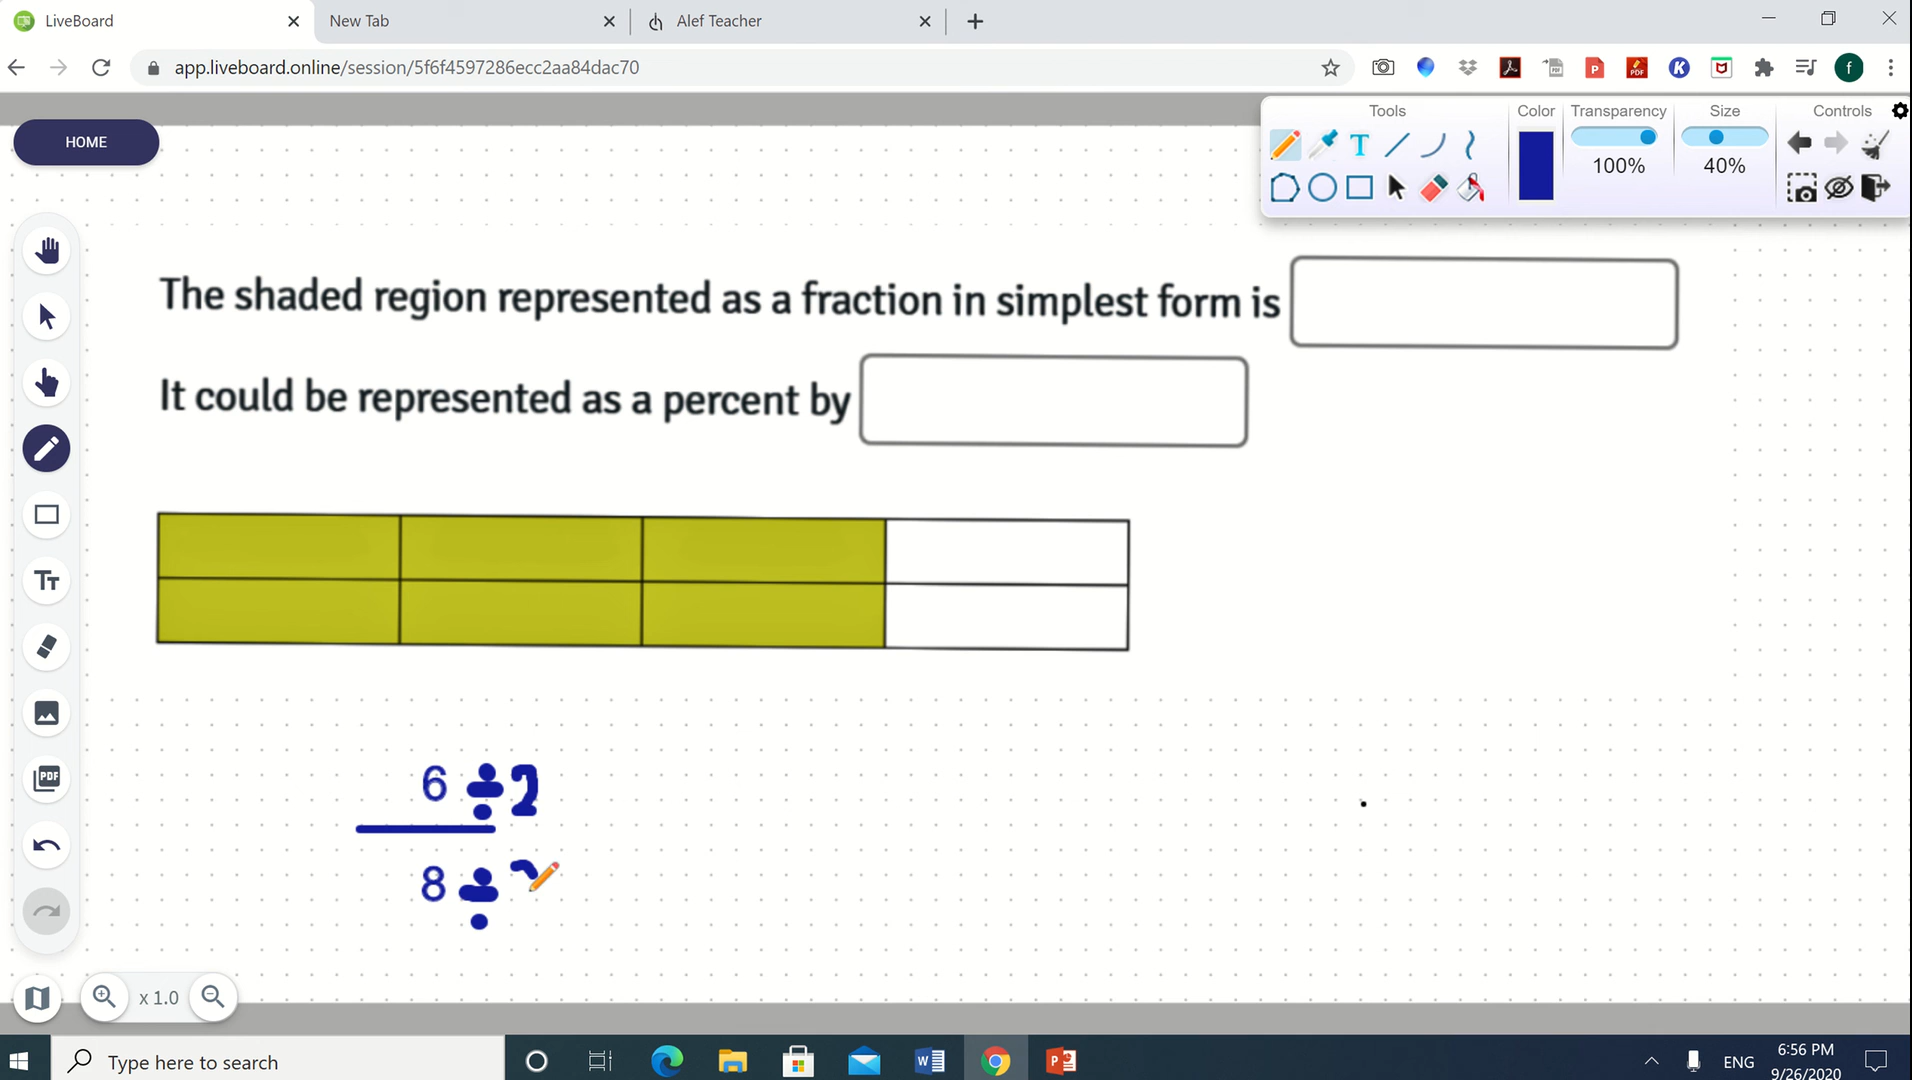 LiveBoard
New Tab
Alef Teacher
app.liveboard.online/session/5f6f4597286ecc2aa84dac70
f
HOME
Tools
Color
Transparency
Size
Controls
T
100%
40%
The shaded region represented as a fraction in simplest form is
It could be represented as a percent by
TT
PDF
6 ÷ 2
8 ÷
x 1.0
Type here to search
ENG
6:56 PM
9/26/2020